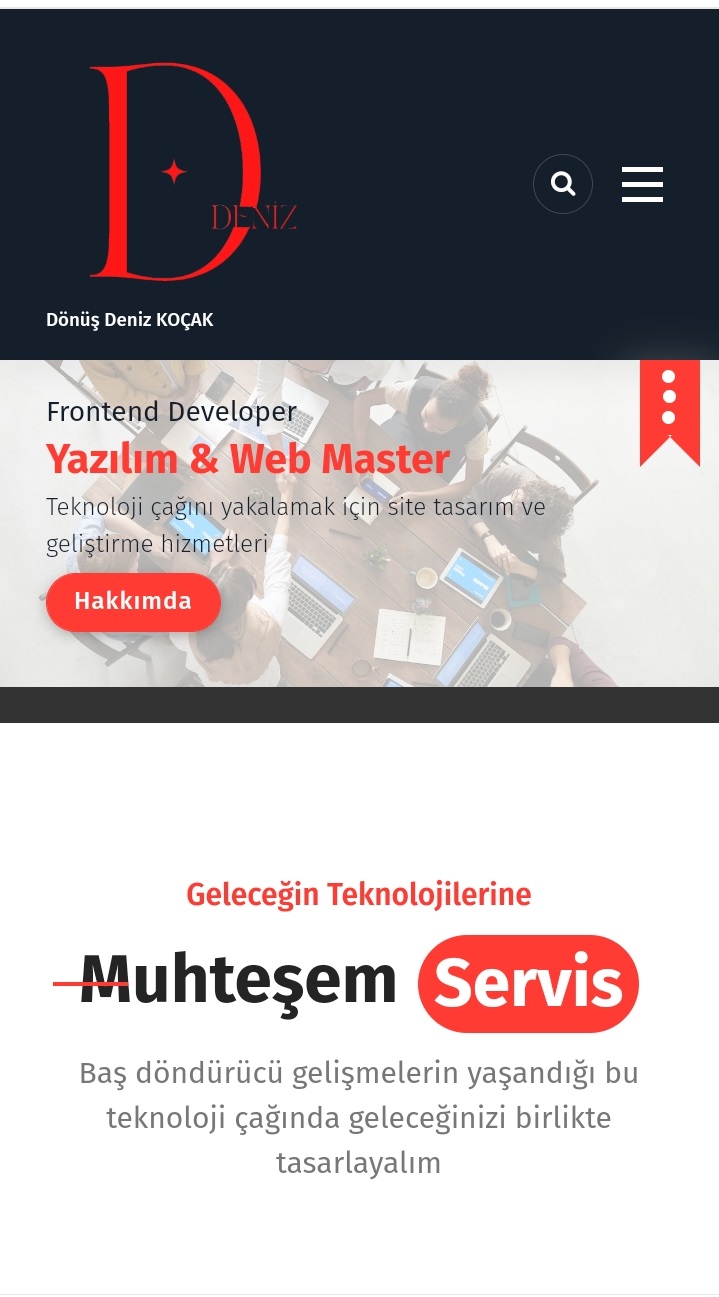 D
DENİZ
Dönüş Deniz KOÇAK
Frontend Developer
Yazılım & Web Master
Teknoloji çağını yakalamak için site tasarım ve
geliştirme hizmetleri
Hakkımda
Geleceğin Teknolojilerine
Muhteşem Servis
Baş döndürücü gelişmelerin yaşandığı bu
teknoloji çağında geleceğinizi birlikte
tasarlayalım